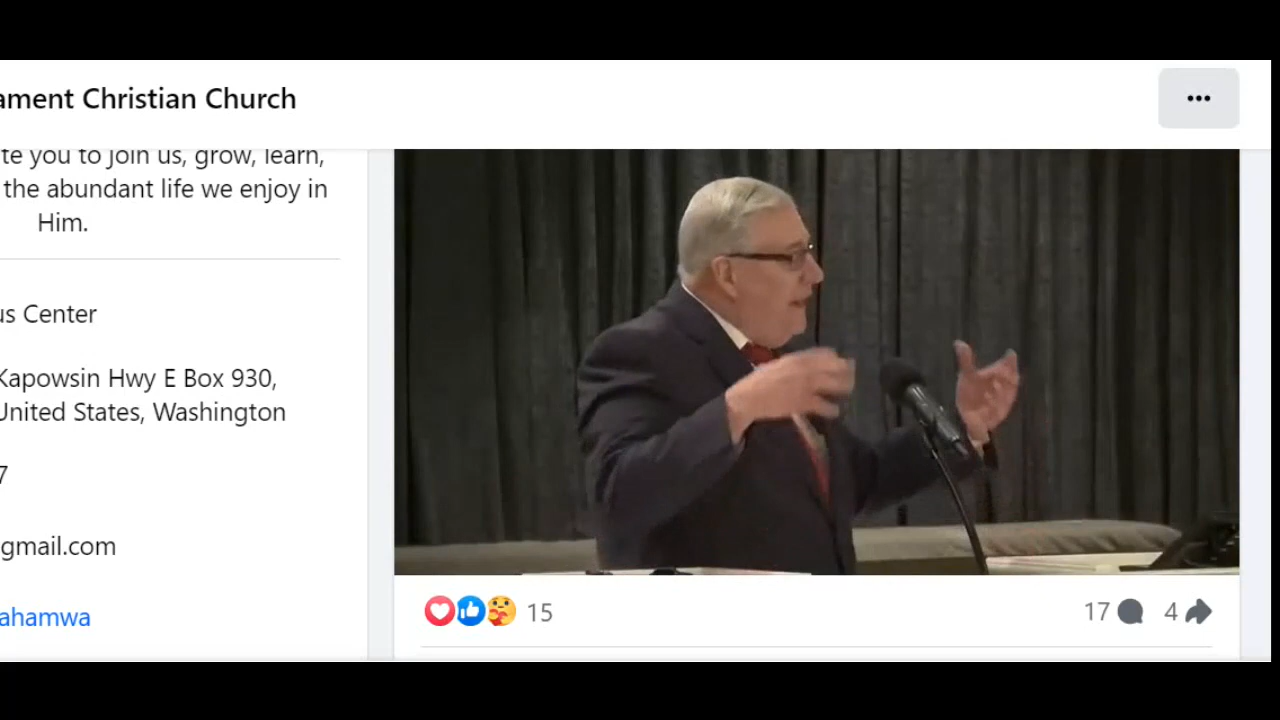 ament Christian Church
te you to join us, grow, learn,
the abundant life we enjoy in
Him.
us Center
Kapowsin Hwy E Box 930,
United States, Washington
7
gmail.com
ahamwa
15
17
4